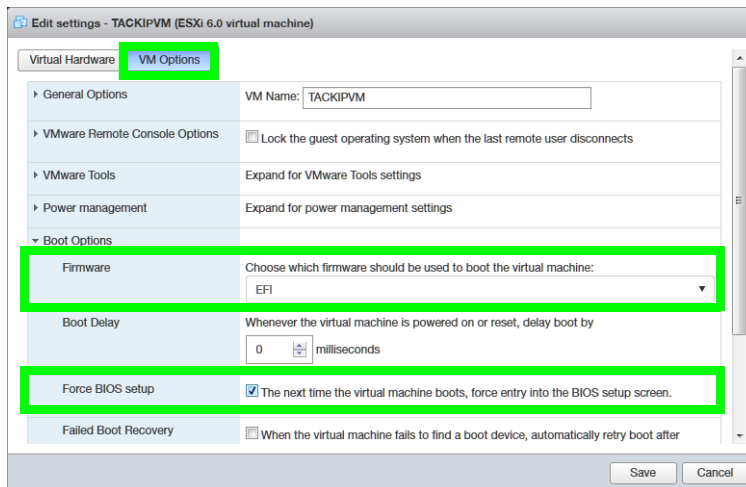 Edit settings - TACKIPVM (ESXi 6.0 virtual machine)
Virtual Hardware VM Options
General Options VM Name: TACKIPVM
VMware Remote Console Options Lock the guest operating system when the last remote user disconnects
VMware Tools Expand for VMware Tools settings
Power management Expand for power management settings
Boot Options
Firmware Choose which firmware should be used to boot the virtual machine:
EFI
Boot Delay Whenever the virtual machine is powered on or reset, delay boot by
0 milliseconds
Force BIOS setup The next time the virtual machine boots, force entry into the BIOS setup screen.
Failed Boot Recovery When the virtual machine fails to find a boot device, automatically retry boot after
Save Cancel